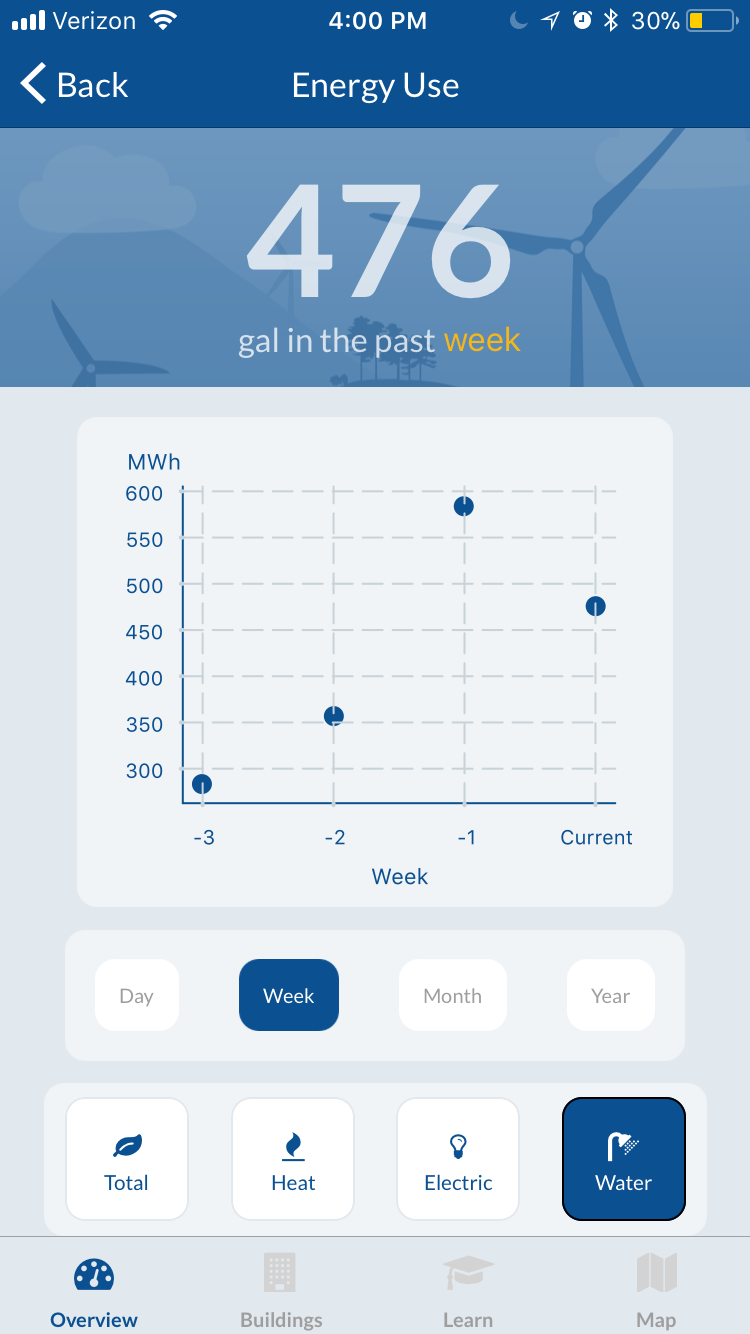 Verizon 4:00 PM 30%
Back Energy Use
476
gal in the past week
MWh
600
550
500
450
400
350
300
-3 -2 -1 Current
Week
Day Week Month Year
Total Heat Electric Water
Overview Buildings Learn Map